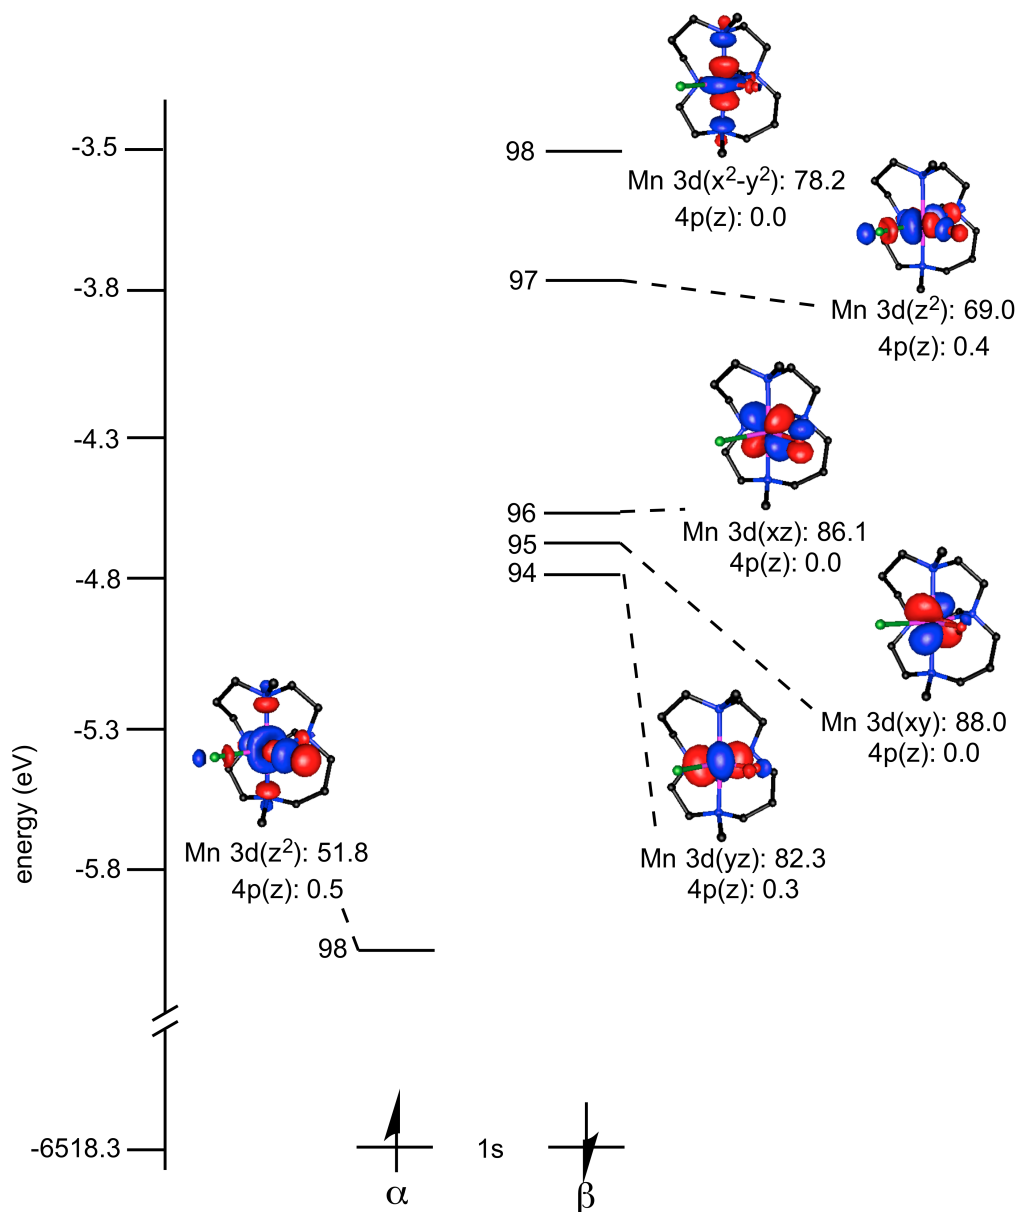 -3.5
98
Mn 3d(x²-y²): 78.2
4p(z): 0.0
97
-3.8
Mn 3d(z²): 69.0
4p(z): 0.4
-4.3
96
Mn 3d(xz): 86.1
4p(z): 0.0
95
94
-4.8
-5.3
Mn 3d(xy): 88.0
4p(z): 0.0
energy (eV)
Mn 3d(z²): 51.8
4p(z): 0.5
-5.8
Mn 3d(yz): 82.3
4p(z): 0.3
98
-6518.3
1s
α
β